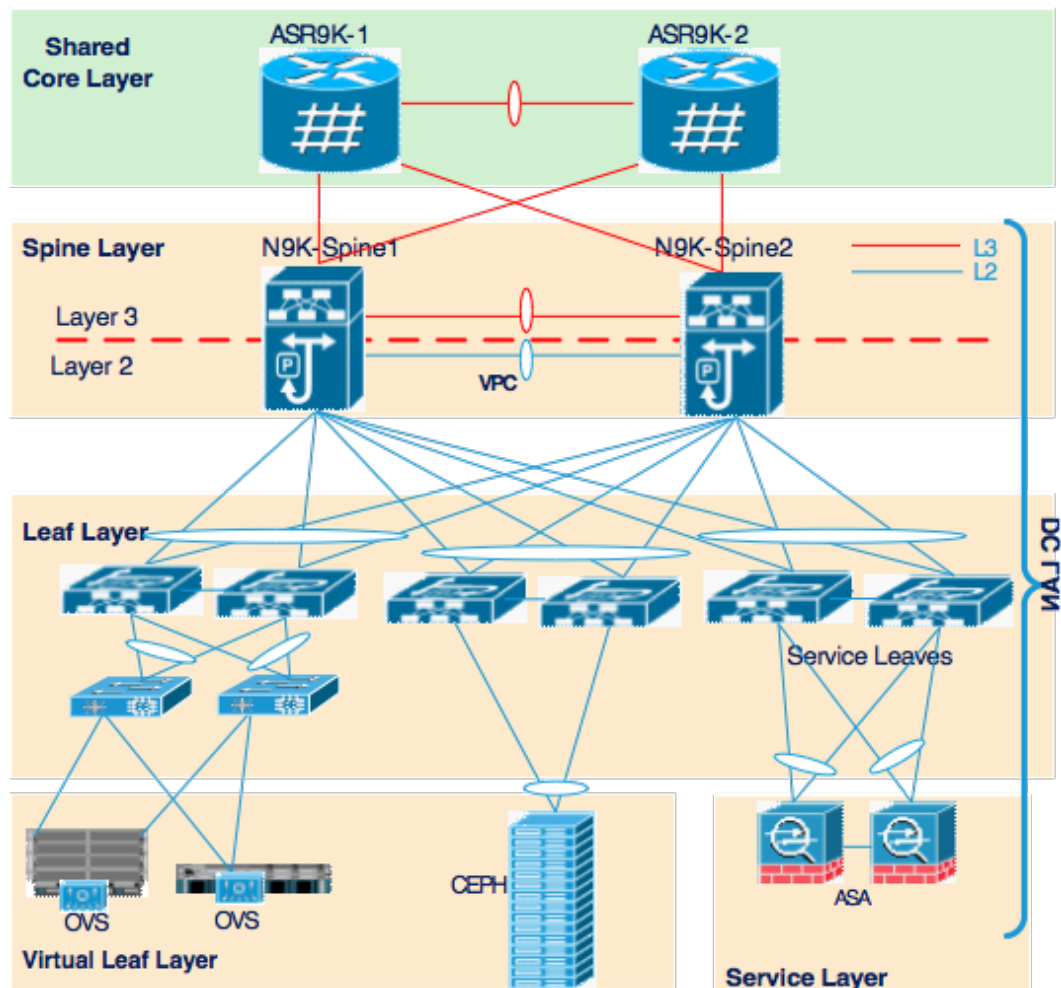 Shared
Core Layer
ASR9K-1
ASR9K-2
Spine Layer
N9K-Spine1
N9K-Spine2
L3
L2
Layer 3
Layer 2
VPC
Leaf Layer
DC ГАИ
Service Leaves
OVS
OVS
CEPH
ASA
Virtual Leaf Layer
Service Layer